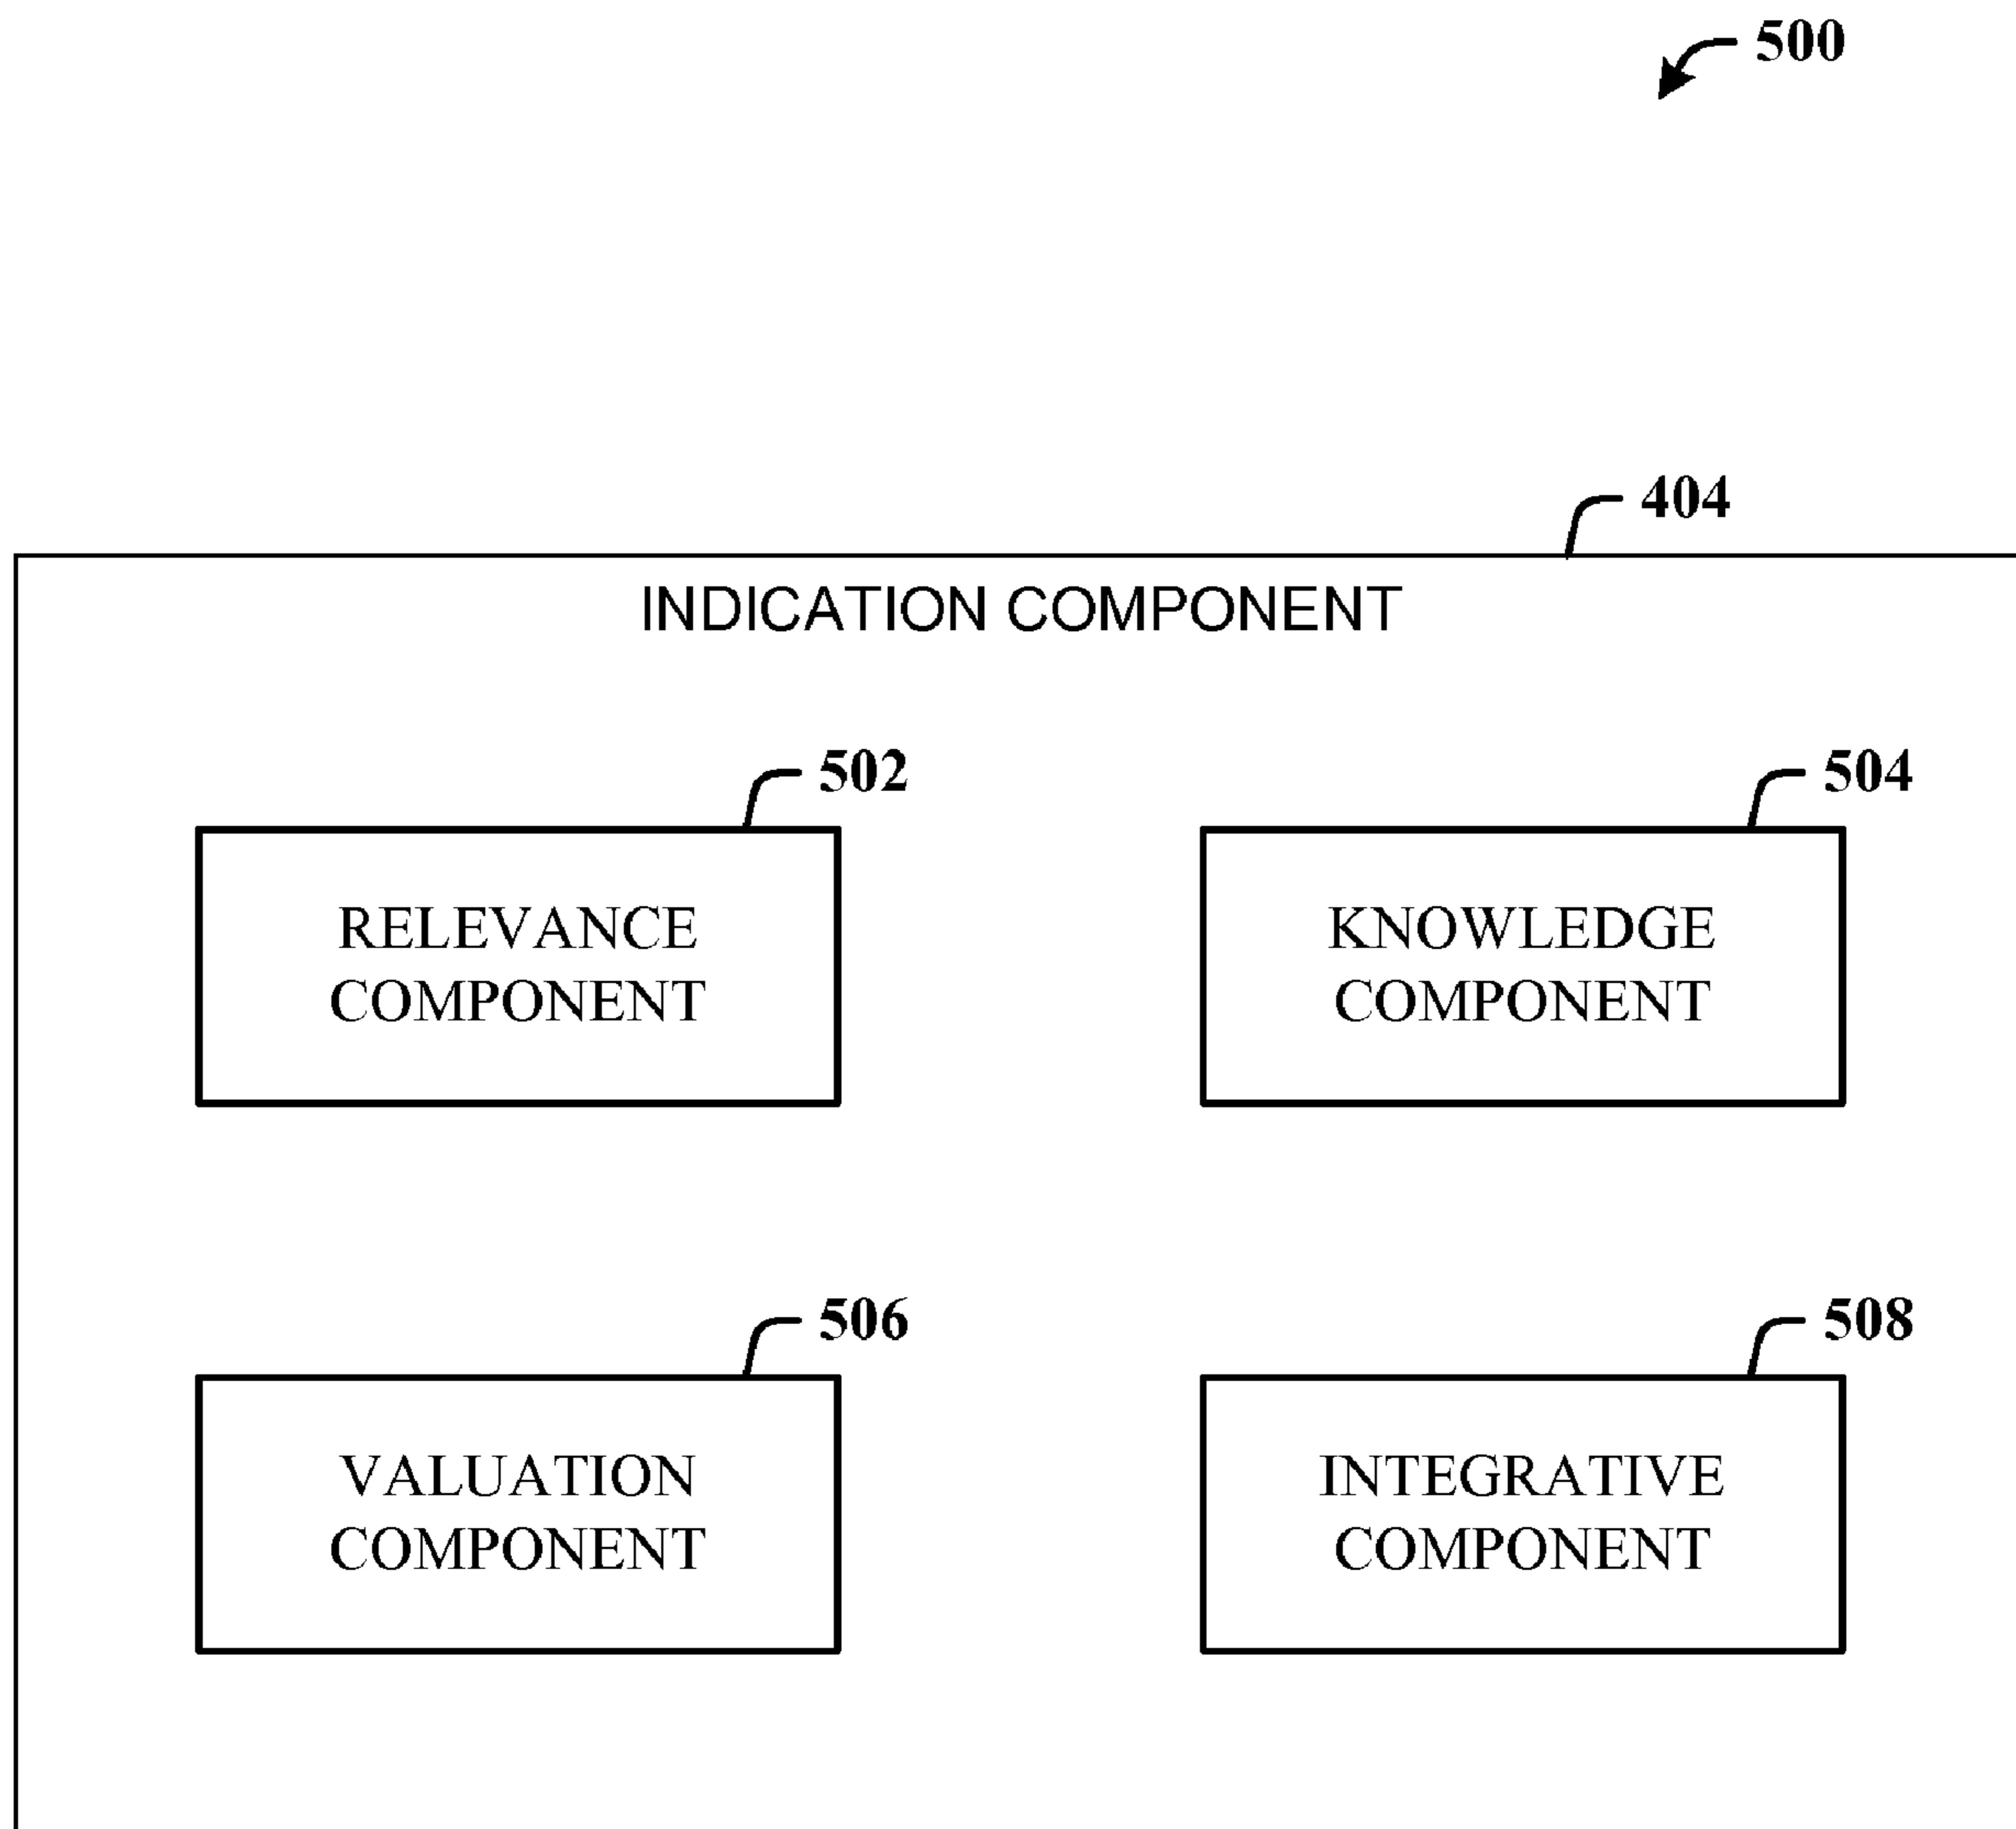 500
404
INDICATION COMPONENT
502
504
RELEVANCE
COMPONENT
KNOWLEDGE
COMPONENT
506
508
VALUATION
COMPONENT
INTEGRATIVE
COMPONENT